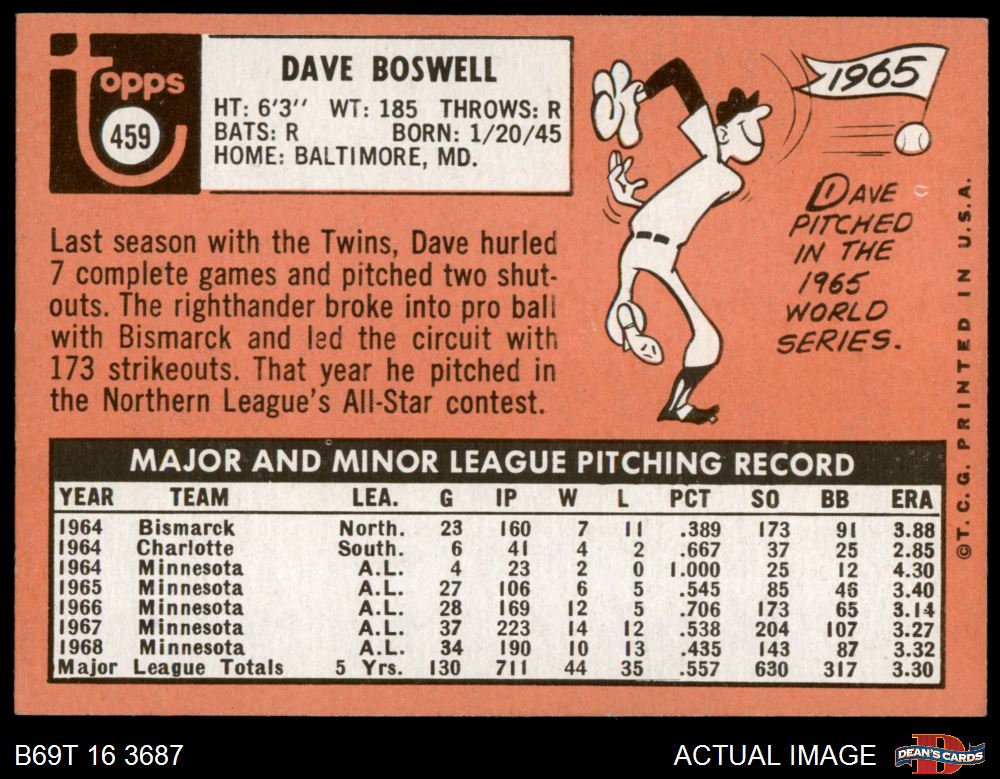 Topps
459
DAVE BOSWELL
HT: 6'3" WT: 185 THROWS: R
BATS: R BORN: 1/20/45
HOME: BALTIMORE, MD.
Last season with the Twins, Dave hurled
7 complete games and pitched two shut-
outs. The righthander broke into pro ball
with Bismarck and led the circuit with
173 strikeouts. That year he pitched in
the Northern League's All-Star contest.
1965
DAVE
PITCHED
IN THE
1965
WORLD
SERIES.
©T. C. G. PRINTED IN U.S.A.
MAJOR AND MINOR LEAGUE PITCHING RECORD
YEAR TEAM LEA. G IP W L PCT SO BB ERA
1964 Bismarck North. 23 160 7 11 .389 173 91 3.88
1964 Charlotte South. 6 41 4 2 .667 37 25 2.85
1964 Minnesota A.L. 4 23 2 0 1.000 25 12 4.30
1965 Minnesota A.L. 27 106 6 5 .545 85 46 3.40
1966 Minnesota A.L. 28 169 12 5 .706 173 65 3.14
1967 Minnesota A.L. 37 223 14 12 .538 204 107 3.27
1968 Minnesota A.L. 34 190 10 13 .435 143 87 3.32
Major League Totals 5 Yrs. 130 711 44 35 .557 630 317 3.30
B69T 16 3687
ACTUAL IMAGE
DEAN'S CARDS